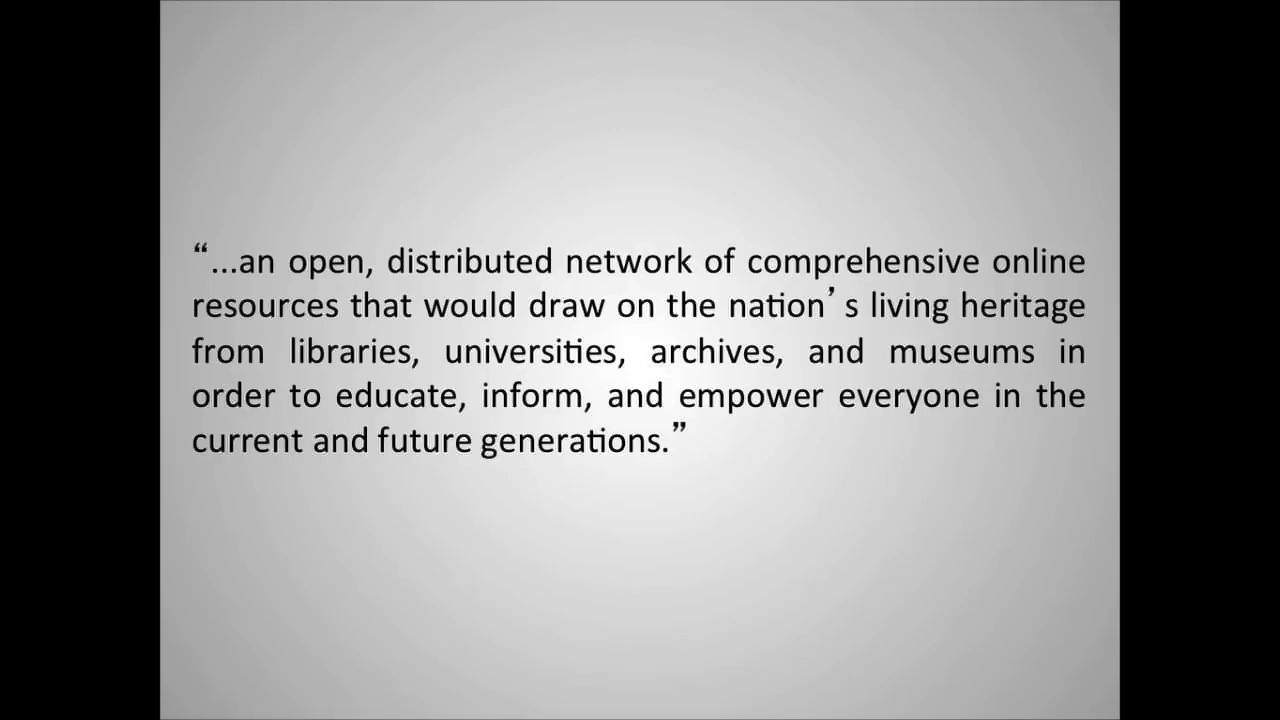 “...an open, distributed network of comprehensive online
resources that would draw on the nation’s living heritage
from libraries, universities, archives, and museums in
order to educate, inform, and empower everyone in the
current and future generations.”